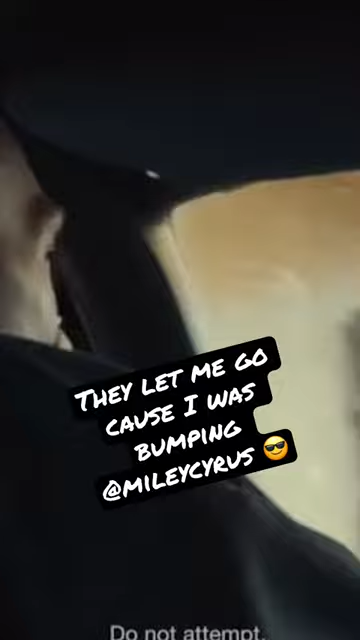 They let me go
cause I was
bumping
@mileycyrus 😎
Do not attempt